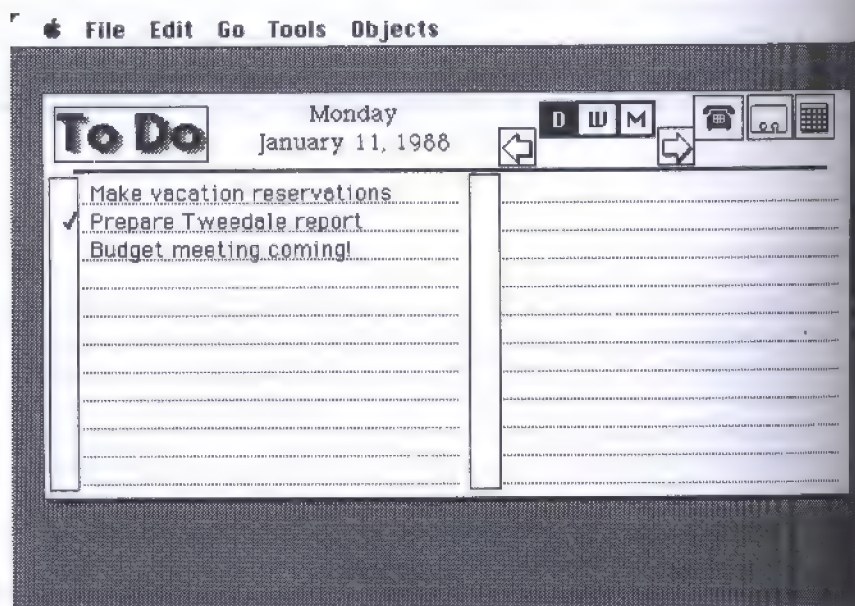 File Edit Go Tools Objects
To Do
Monday
January 11, 1988
D W M
Make vacation reservations
✓ Prepare Tweedale report
Budget meeting coming!